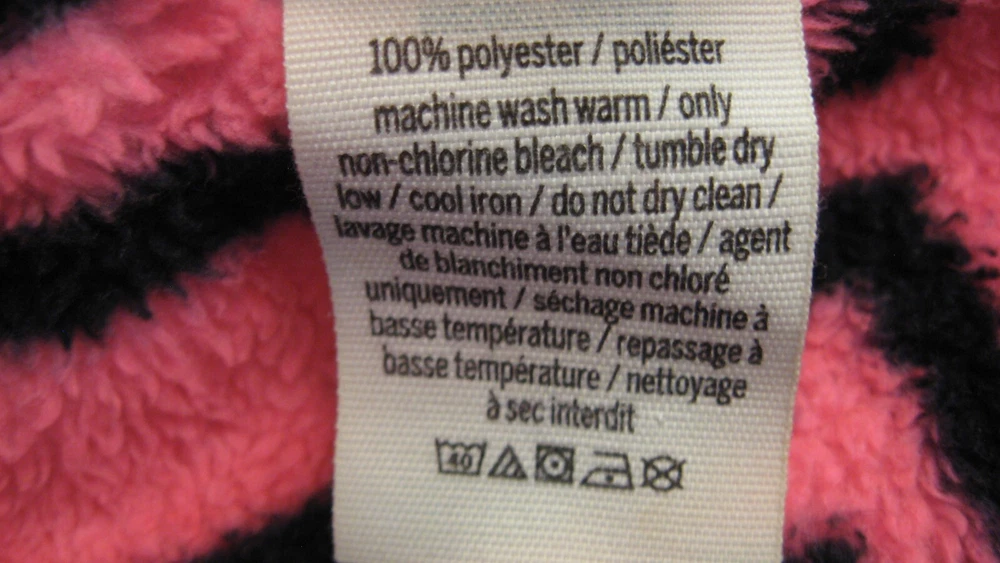 100% polyester / poliéster
machine wash warm / only
non-chlorine bleach / tumble dry
low / cool iron / do not dry clean /
lavage machine à l'eau tiède / agent
de blanchiment non chloré
uniquement / séchage machine à
basse température / repassage à
basse température / nettoyage
à sec interdit
40